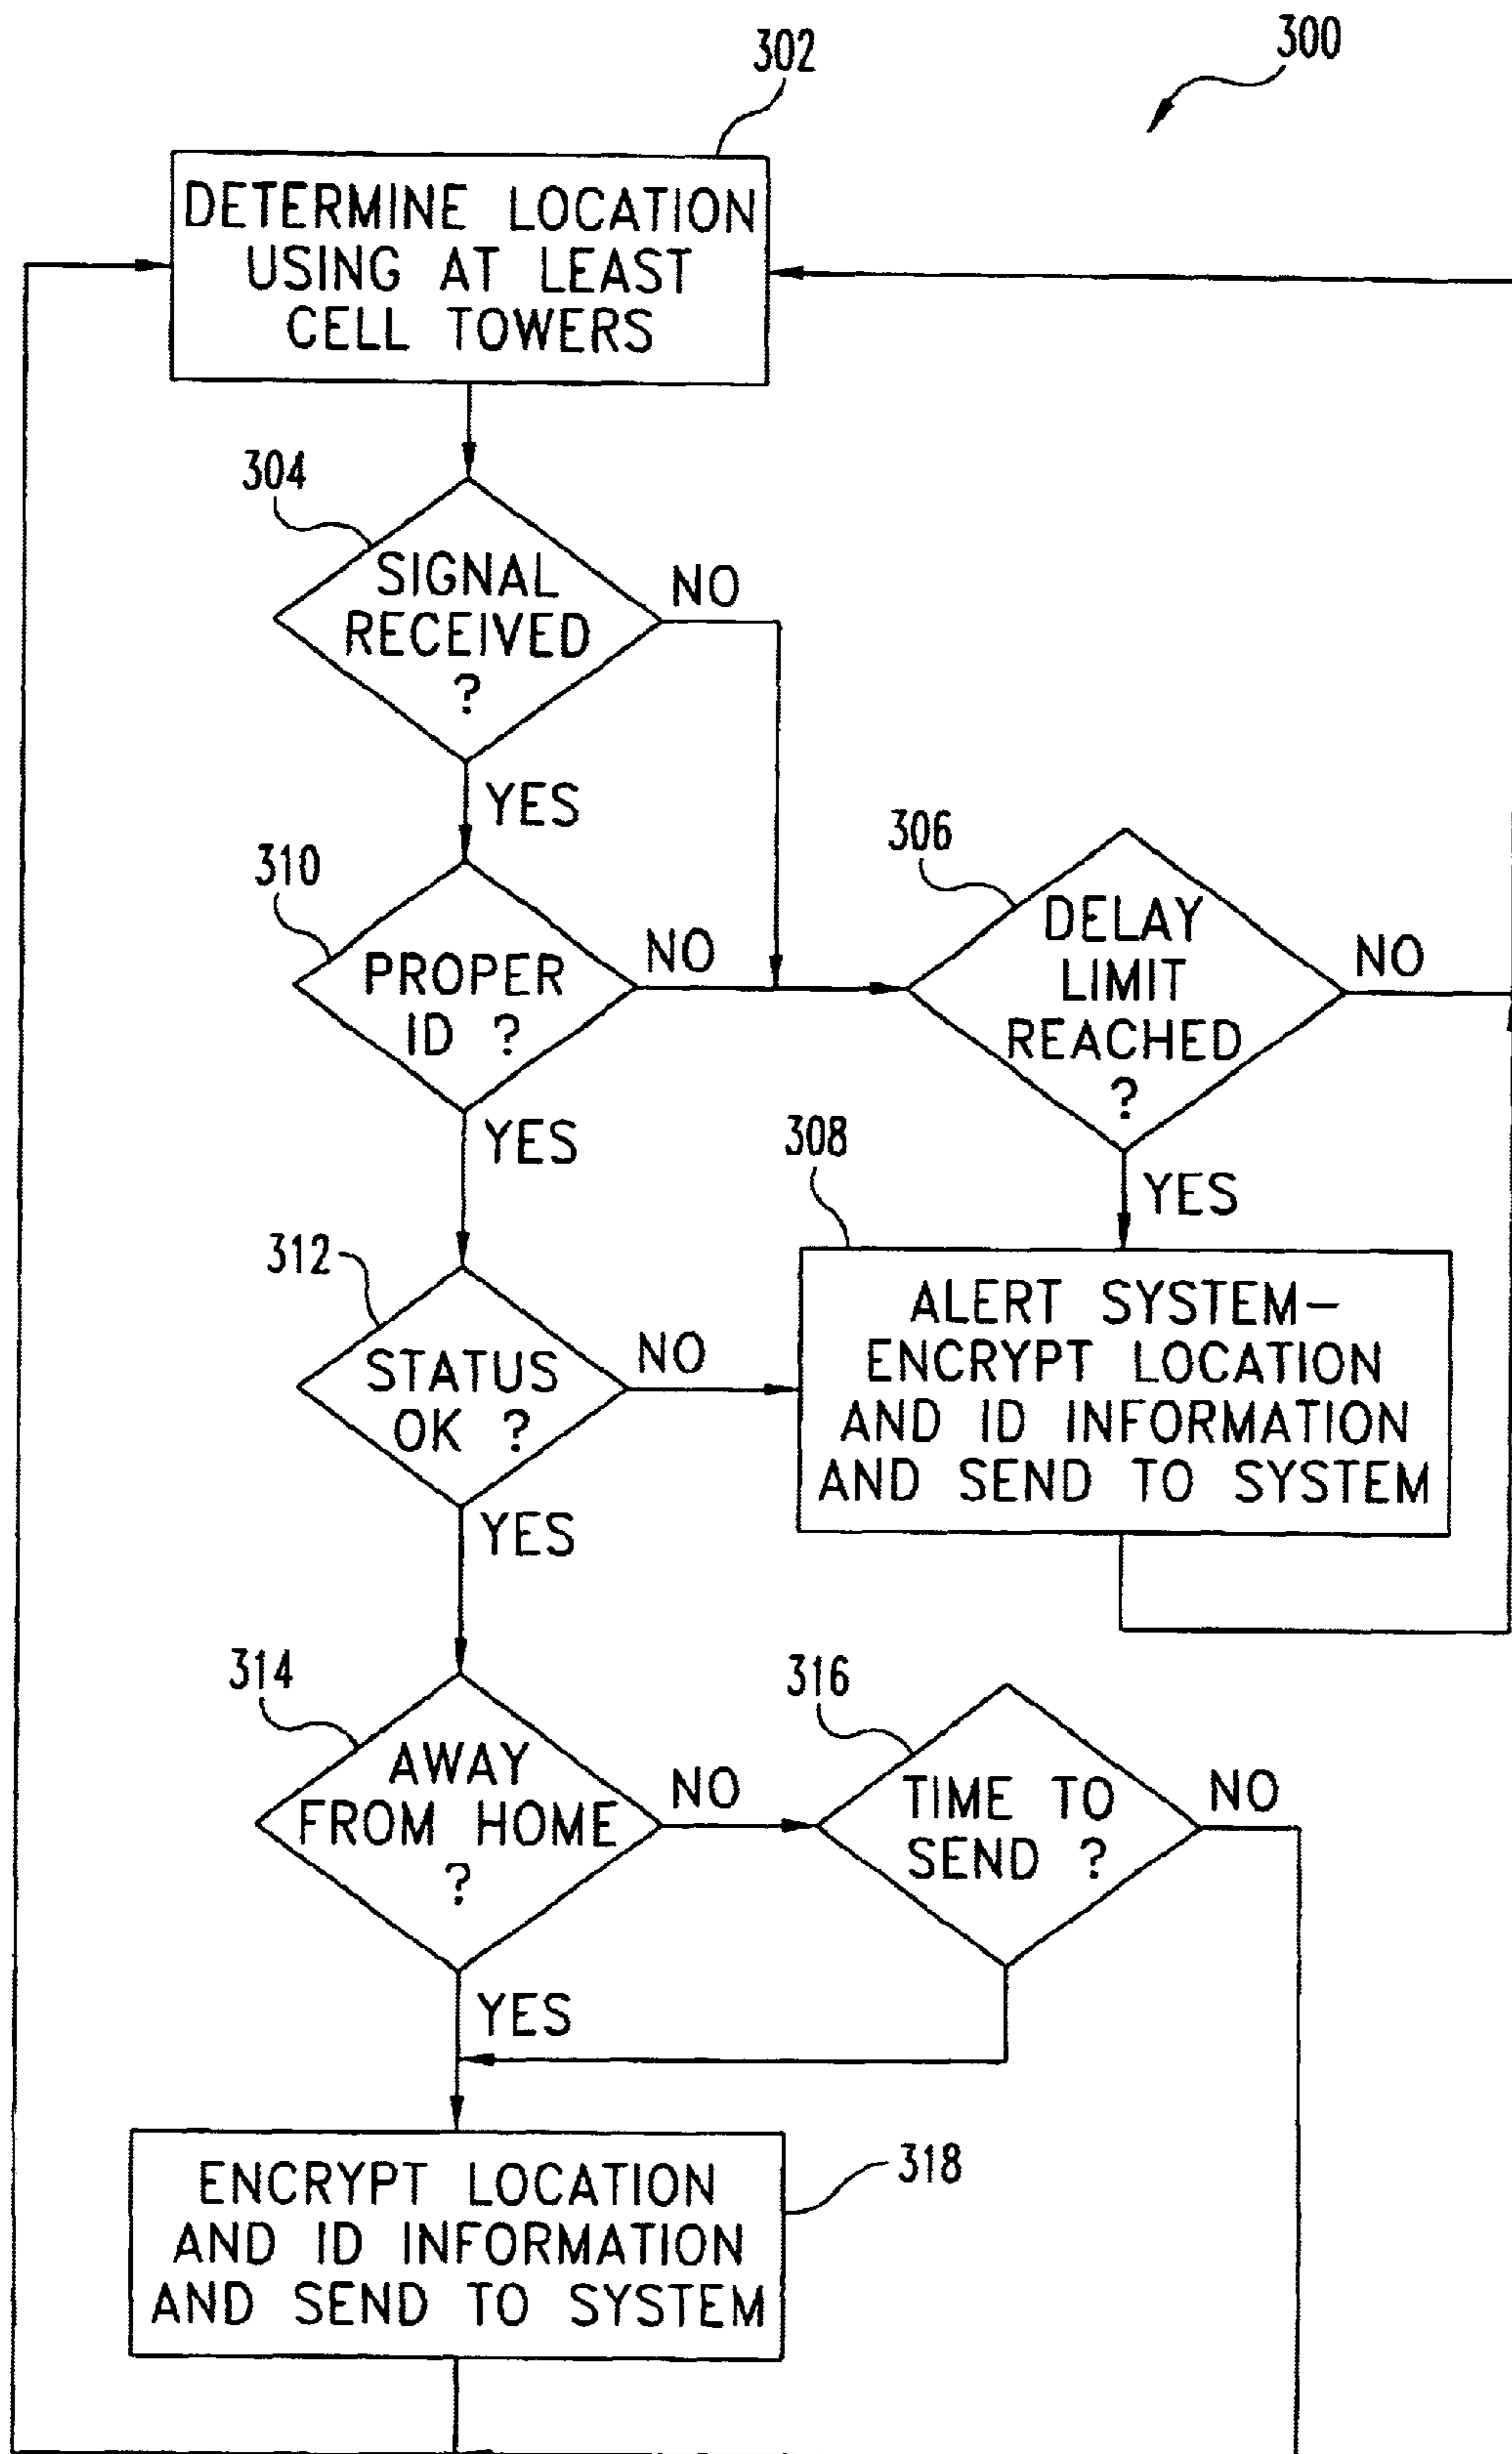 300
302
DETERMINE LOCATION
USING AT LEAST
CELL TOWERS
304
SIGNAL
RECEIVED
?
NO
YES
310
PROPER
ID ?
NO
YES
306
DELAY
LIMIT
REACHED
?
NO
YES
308
ALERT SYSTEM-
ENCRYPT LOCATION
AND ID INFORMATION
AND SEND TO SYSTEM
312
STATUS
OK ?
NO
YES
314
AWAY
FROM HOME
?
NO
YES
316
TIME TO
SEND ?
NO
318
ENCRYPT LOCATION
AND ID INFORMATION
AND SEND TO SYSTEM